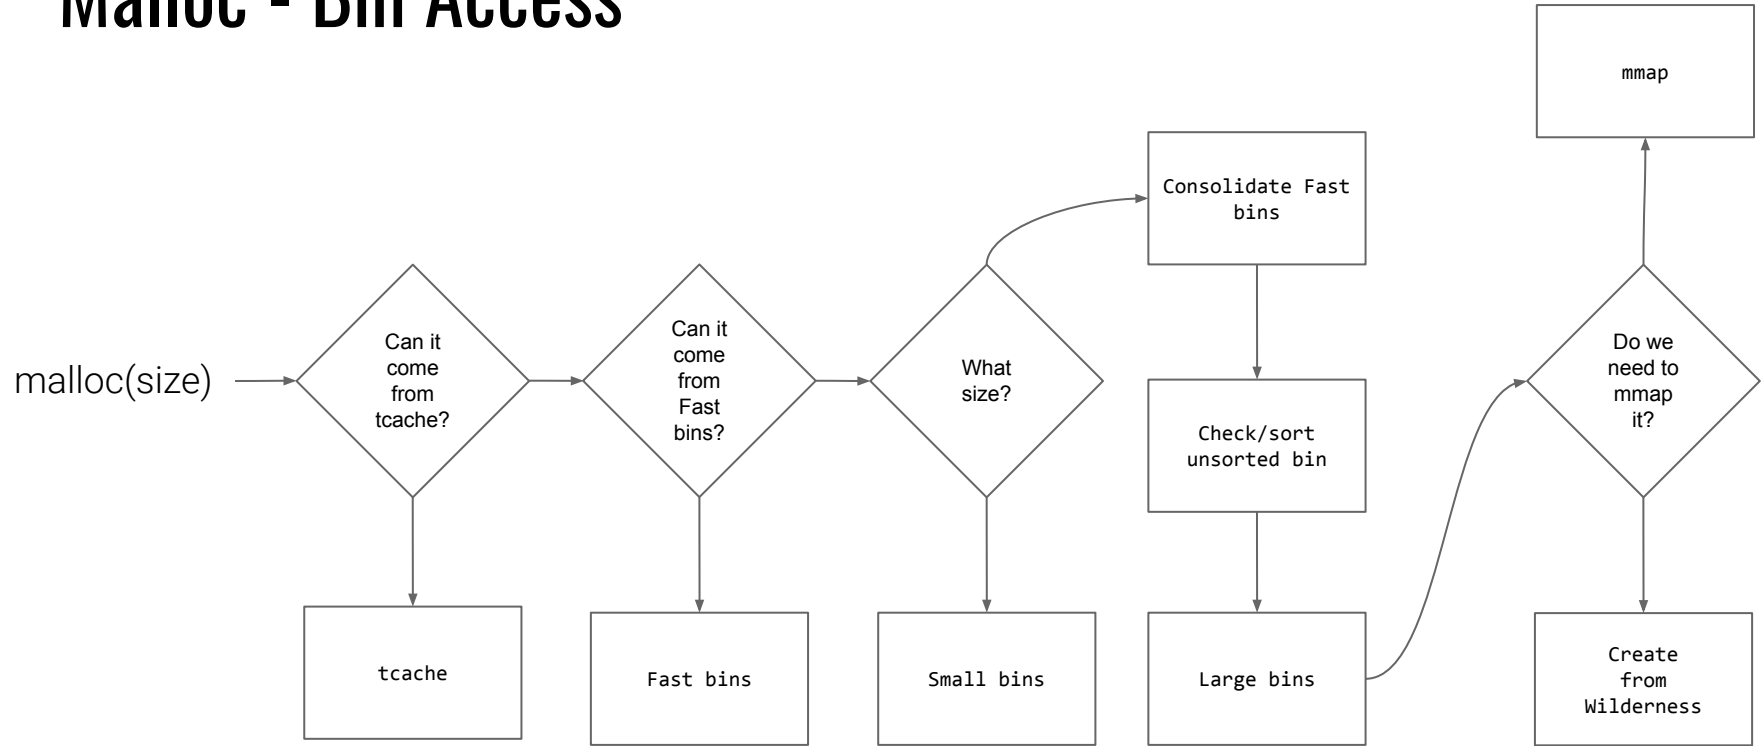 Malloc - Bin Access
mmap
Consolidate Fast
bins
malloc(size)
Can it
come
from
tcache?
Can it
come
from
Fast
bins?
What
size?
Check/sort
unsorted bin
Do we
need to
mmap
it?
tcache
Fast bins
Small bins
Large bins
Create
from
Wilderness